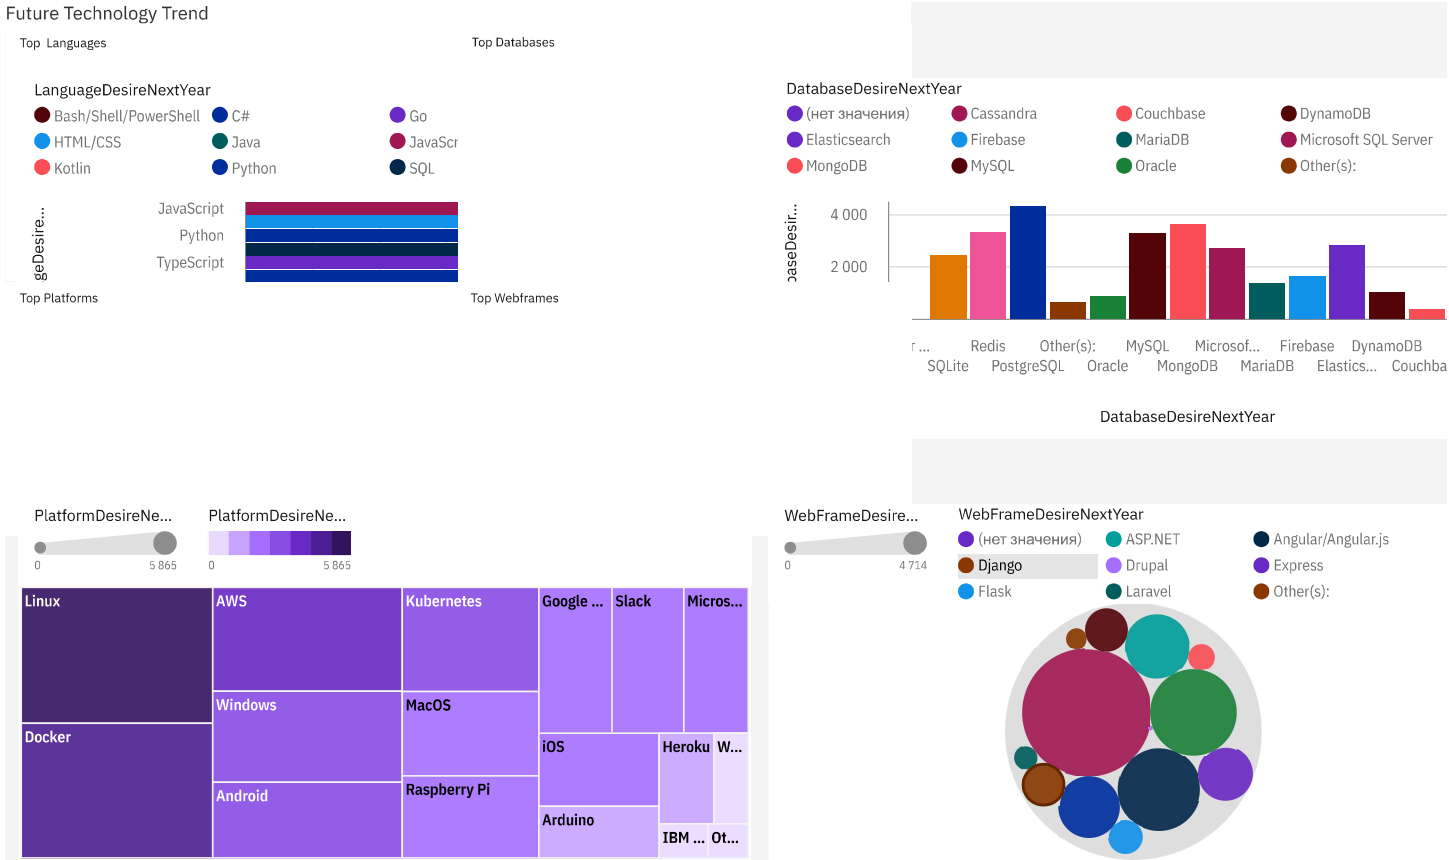 Future Technology Trend
Top Languages
Top Databases
LanguageDesireNextYear
Bash/Shell/PowerShell C# Go
HTML/CSS Java JavaScr
Kotlin Python SQL
geDesire...
JavaScript
Python
TypeScript
DatabaseDesireNextYear
(нет значения) Cassandra Couchbase DynamoDB
Elasticsearch Firebase MariaDB Microsoft SQL Server
MongoDB MySQL Oracle Other(s):
baseDesir...
4 000
2 000
r ... Redis Other(s): MySQL Microsof... Firebase DynamoDB
SQLite PostgreSQL Oracle MongoDB MariaDB Elastics... Couchba
DatabaseDesireNextYear
Top Platforms
Top Webframes
PlatformDesireNe... PlatformDesireNe...
0 5 865 0 5 865
Linux AWS Kubernetes Google ... Slack Micros...
Windows MacOS
Docker iOS Heroku W...
Android Raspberry Pi
Arduino IBM ... Ot...
WebFrameDesire...
0 4 714
WebFrameDesireNextYear
(нет значения) ASP.NET Angular/Angular.js
Django Drupal Express
Flask Laravel Other(s):